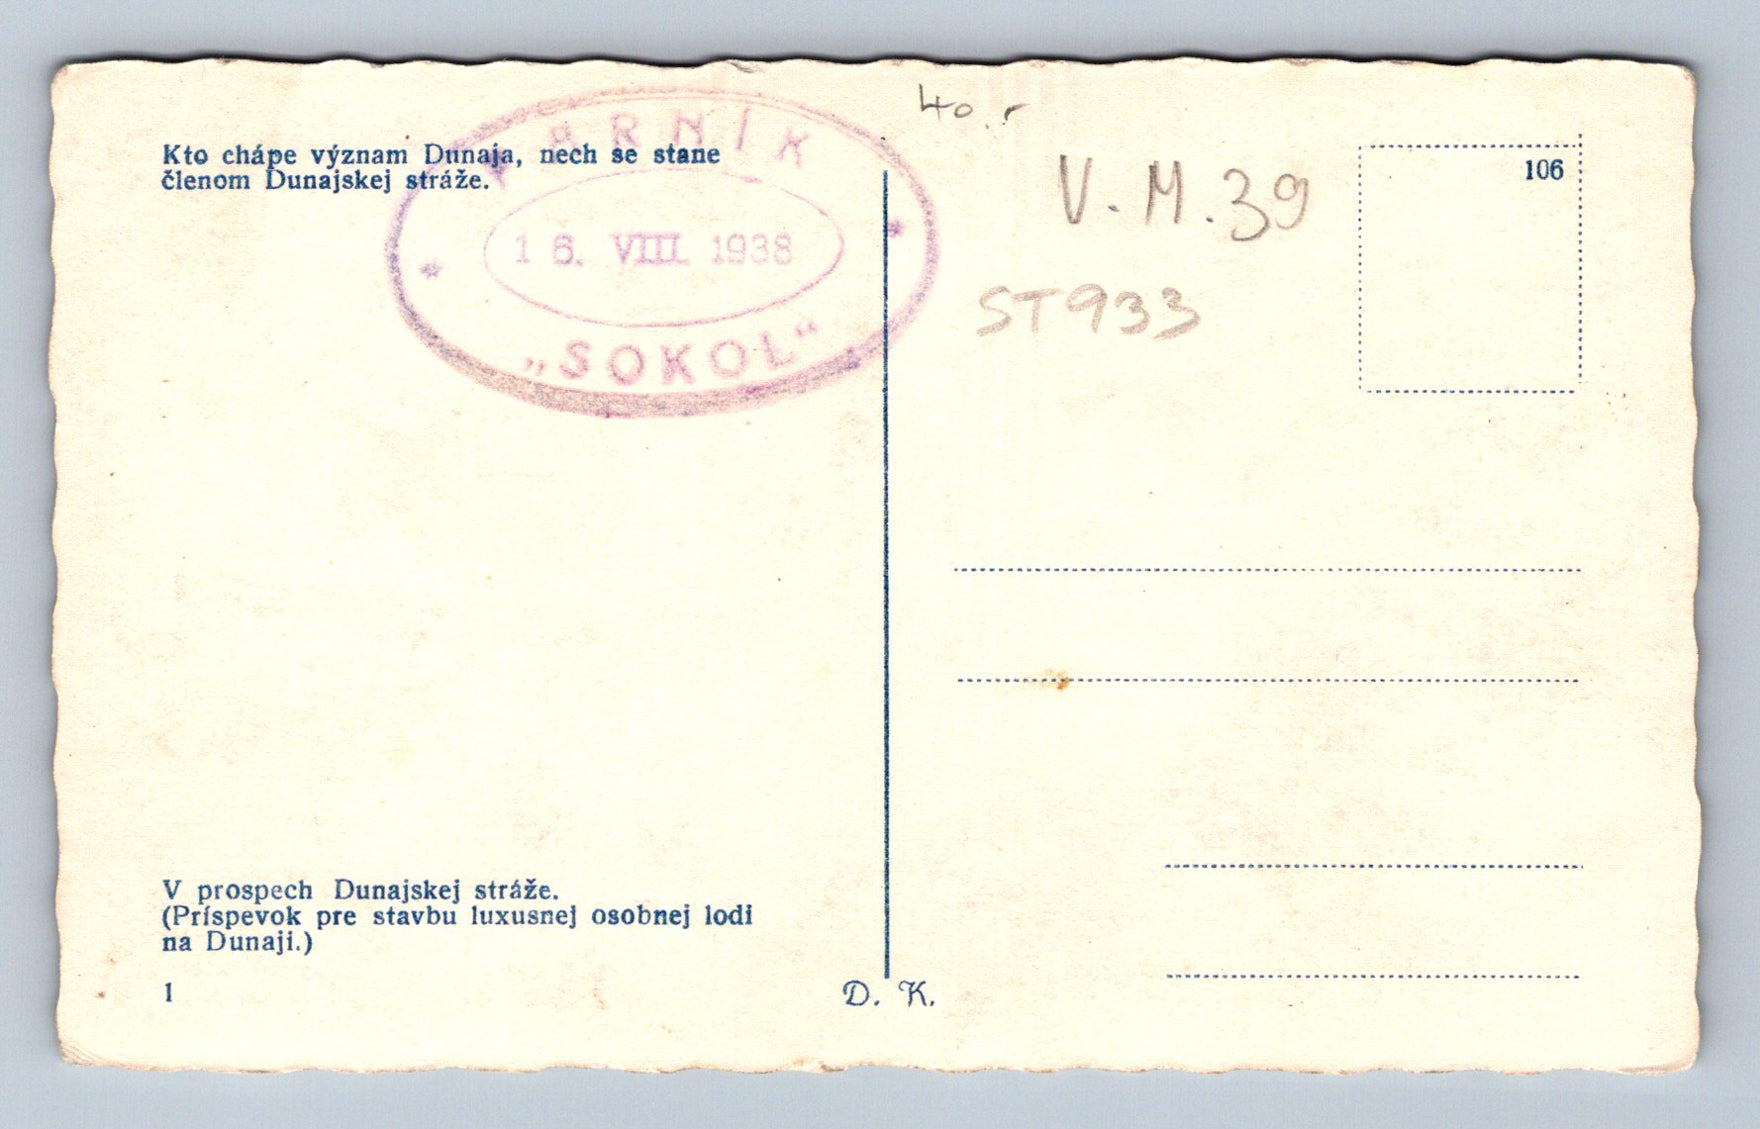 40.-
Kto chápe význam Dunaja, nech se stane
členom Dunajskej stráže.
PARNÍK
16. VIII. 1938
„SOKOL“
V. M. 39
106
ST933
V prospech Dunajskej stráže.
(Príspevok pre stavbu luxusnej osobnej lodi
na Dunaji.)
1
D. K.